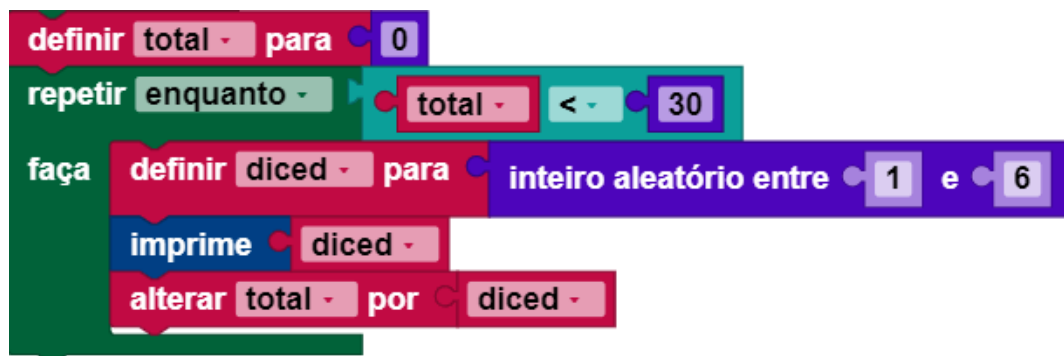 definir total para 0
repetir enquanto total < 30
faça definir diced para inteiro aleatório entre 1 e 6
imprime diced
alterar total por diced